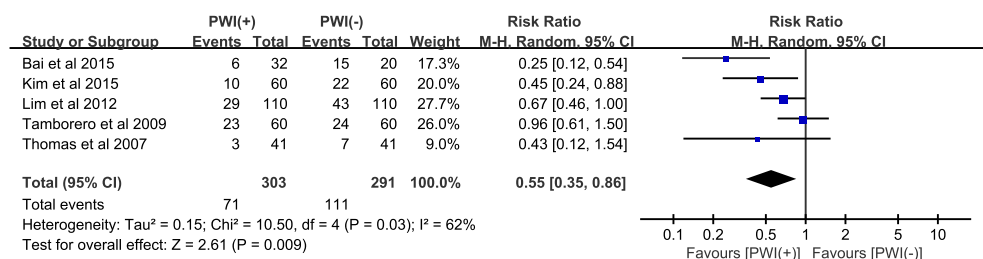 PWI(+) PWI(-) Risk Ratio Risk Ratio
Study or Subgroup Events Total Events Total Weight M-H. Random. 95% CI M-H. Random. 95% CI
Bai et al 2015 6 32 15 20 17.3% 0.25 [0.12, 0.54]
Kim et al 2015 10 60 22 60 20.0% 0.45 [0.24, 0.88]
Lim et al 2012 29 110 43 110 27.7% 0.67 [0.46, 1.00]
Tamborero et al 2009 23 60 24 60 26.0% 0.96 [0.61, 1.50]
Thomas et al 2007 3 41 7 41 9.0% 0.43 [0.12, 1.54]
Total (95% CI) 303 291 100.0% 0.55 [0.35, 0.86]
Total events 71 111
Heterogeneity: Tau² = 0.15; Chi² = 10.50, df = 4 (P = 0.03); I² = 62%
Test for overall effect: Z = 2.61 (P = 0.009)
0.1 0.2 0.5 1 2 5 10
Favours [PWI(+)] Favours [PWI(-)]